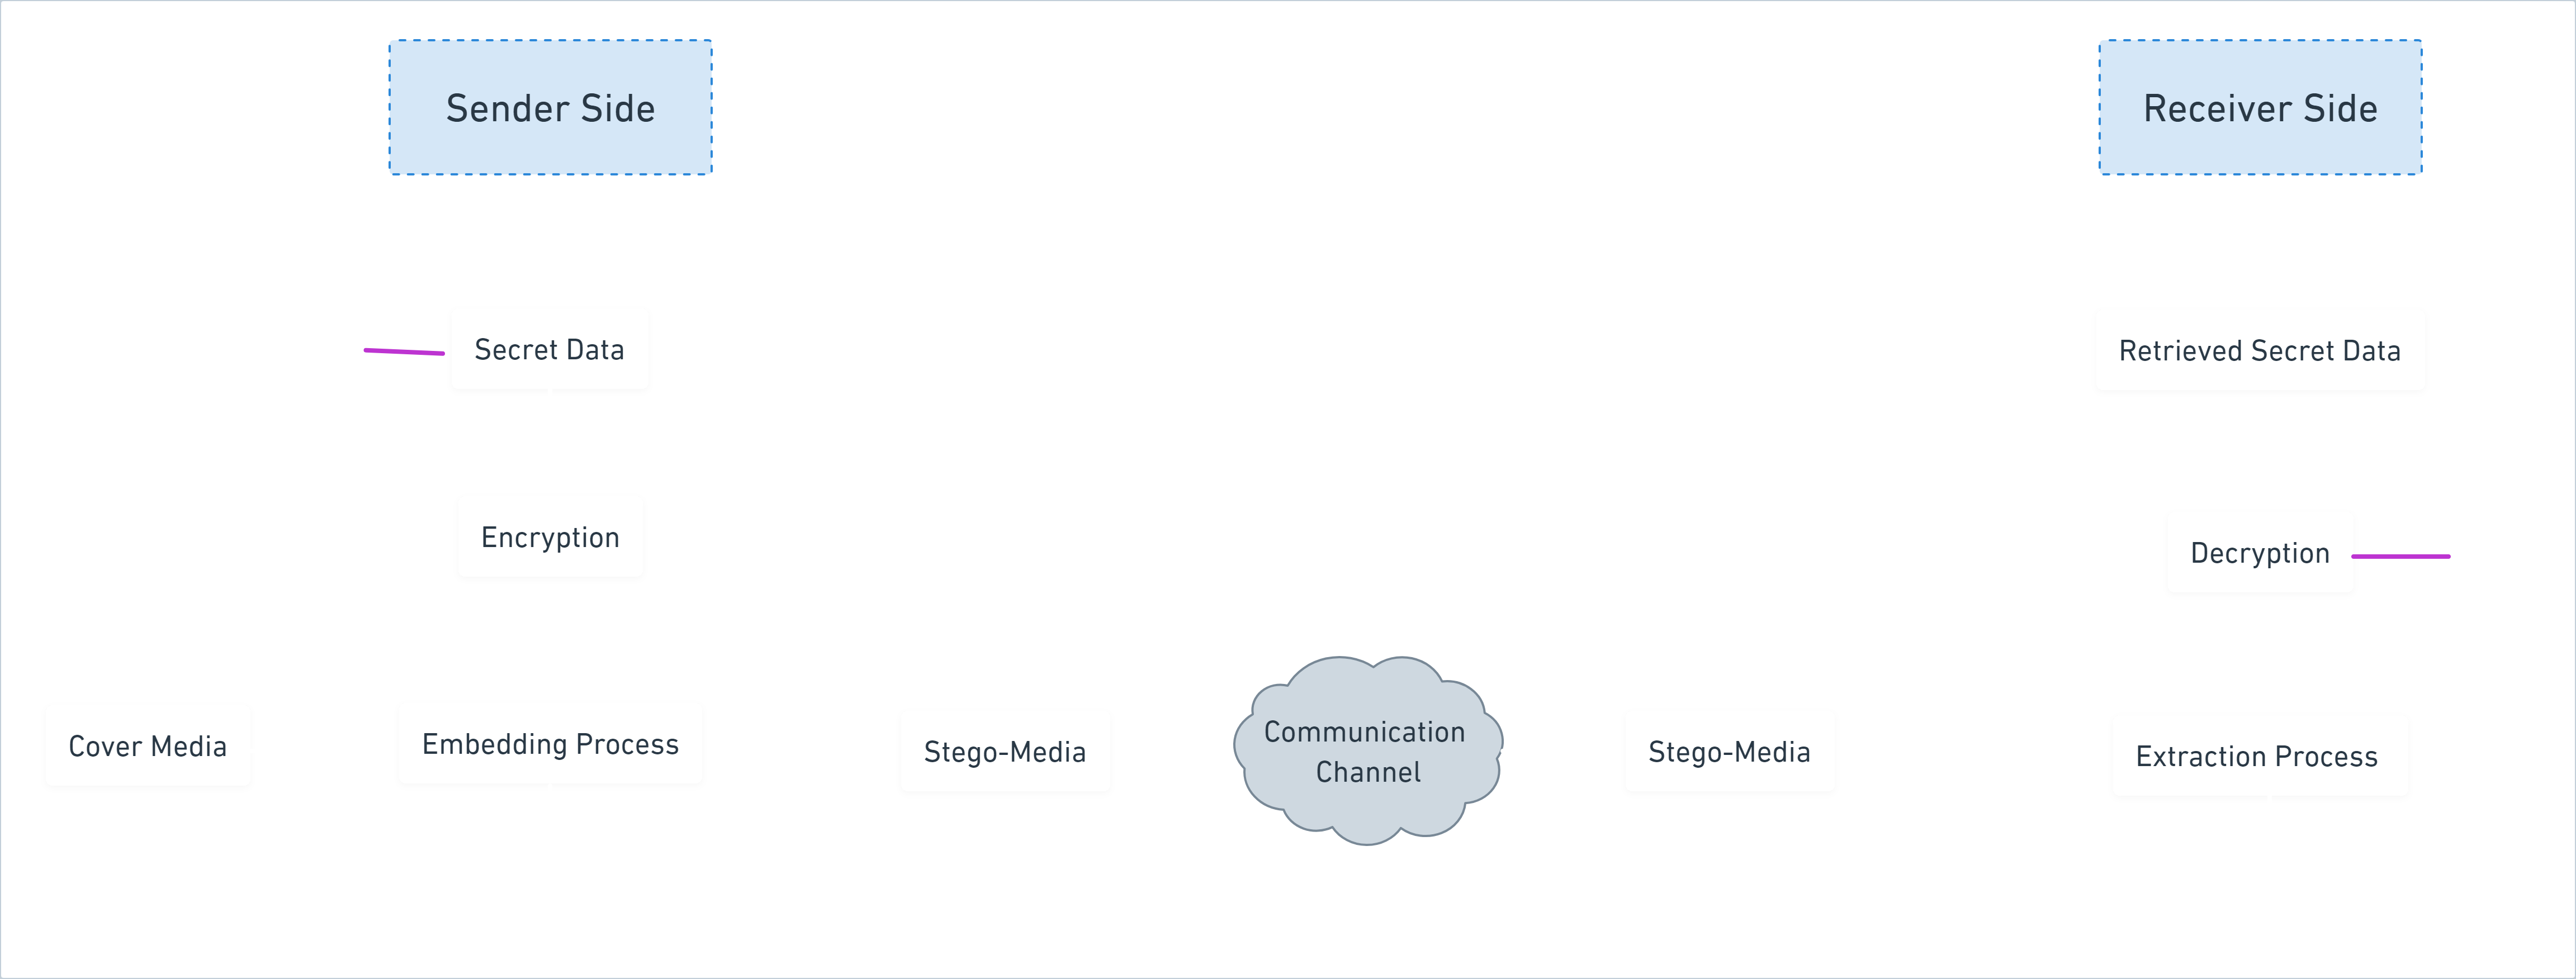 Sender Side
Receiver Side
Secret Data
Retrieved Secret Data
Encryption
Decryption
Cover Media
Embedding Process
Stego-Media
Communication
Channel
Stego-Media
Extraction Process